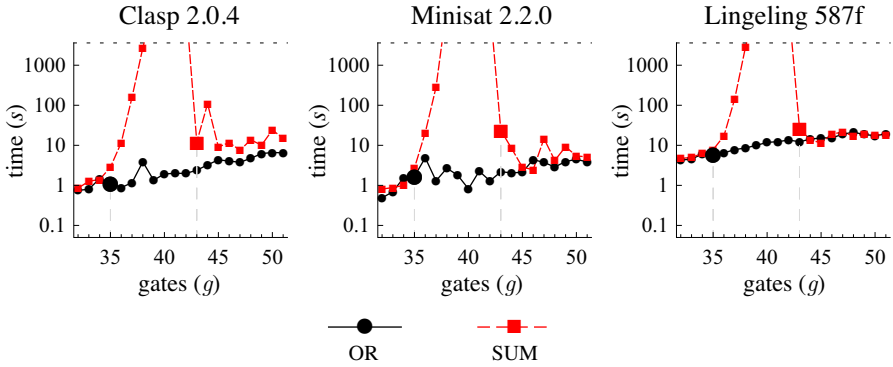 Clasp 2.0.4
Minisat 2.2.0
Lingeling 587f
time (s)
1000
100
10
1
0.1
35 40 45 50
gates (g)
time (s)
1000
100
10
1
0.1
35 40 45 50
gates (g)
time (s)
1000
100
10
1
0.1
35 40 45 50
gates (g)
OR
SUM